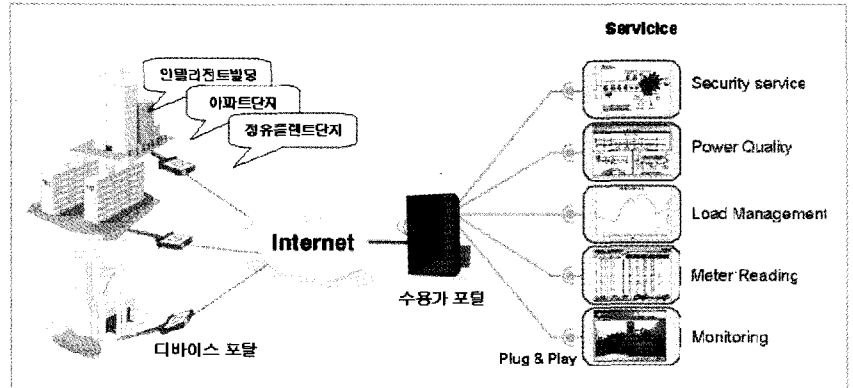 Servicice
인텔리전트빌딩
아파트단지
정유플랜트단지
Security service
Power Quality
Load Management
Meter Reading
Monitoring
Internet
수용가 포털
디바이스 포탈
Plug & Play